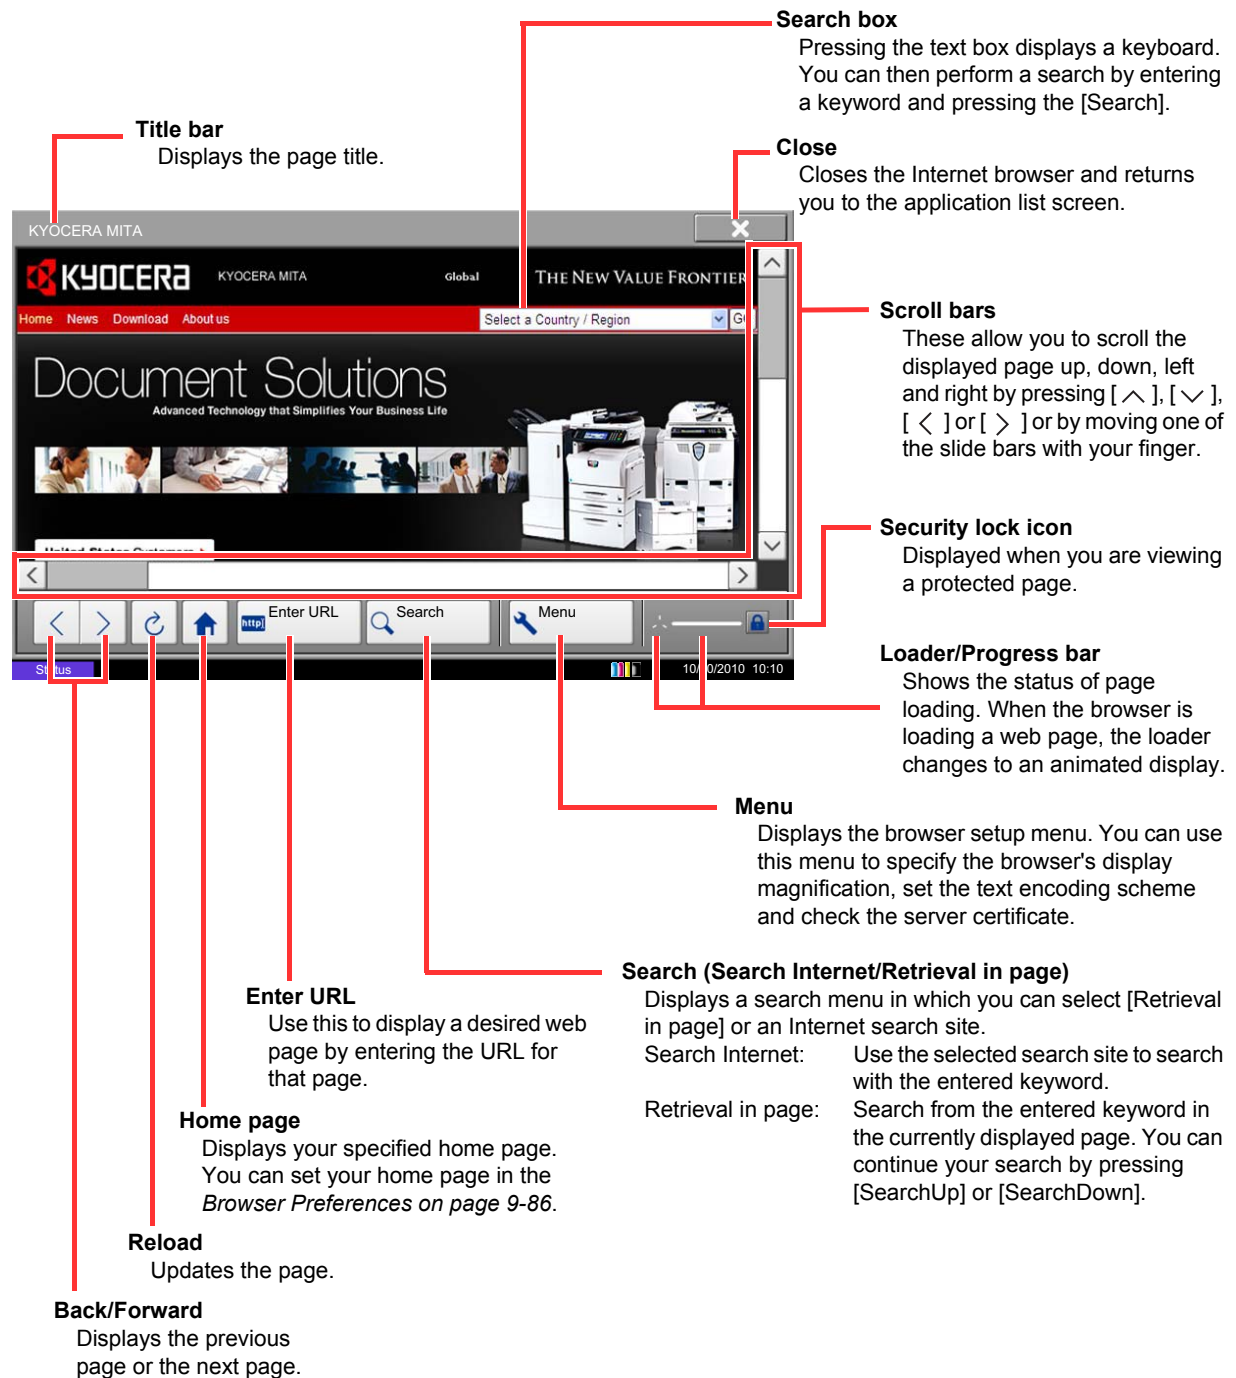 Search box
Pressing the text box displays a keyboard.
You can then perform a search by entering
a keyword and pressing the [Search].
Title bar
Displays the page title.
Close
Closes the Internet browser and returns
you to the application list screen.
KYOCERA MITA
KYOCERA
KYOCERA MITA
Global
THE NEW VALUE FRONTIER
Home News Download About us
Select a Country / Region
Document Solutions
Advanced Technology that Simplifies Your Business Life
United States Customers
Scroll bars
These allow you to scroll the
displayed page up, down, left
and right by pressing [ ︿ ], [ ﹀ ],
[ 〈 ] or [ 〉 ] or by moving one of
the slide bars with your finger.
Security lock icon
Displayed when you are viewing
a protected page.
http
Enter URL
Search
Menu
Status
10/10/2010 10:10
Loader/Progress bar
Shows the status of page
loading. When the browser is
loading a web page, the loader
changes to an animated display.
Menu
Displays the browser setup menu. You can use
this menu to specify the browser's display
magnification, set the text encoding scheme
and check the server certificate.
Search (Search Internet/Retrieval in page)
Displays a search menu in which you can select [Retrieval
in page] or an Internet search site.
Search Internet: Use the selected search site to search
with the entered keyword.
Retrieval in page: Search from the entered keyword in
the currently displayed page. You can
continue your search by pressing
[SearchUp] or [SearchDown].
Enter URL
Use this to display a desired web
page by entering the URL for
that page.
Home page
Displays your specified home page.
You can set your home page in the
Browser Preferences on page 9-86.
Reload
Updates the page.
Back/Forward
Displays the previous
page or the next page.